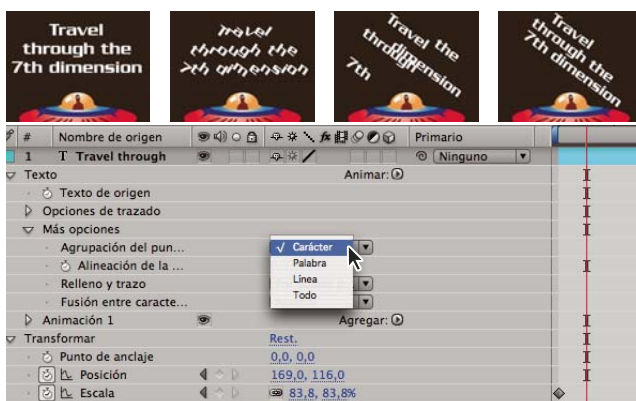 Travel
through the
7th dimension
Travel
through the
7th dimension
Travel
through the
7th dimension
Travel
through the
7th dimension
# Nombre de origen Primario
1 T Travel through Ninguno
Texto Animar:
Texto de origen
Opciones de trazado
Más opciones
Agrupación del pun... √ Carácter
Palabra
Alineación de la ...
Línea
Relleno y trazo
Todo
Fusión entre caracte...
Animación 1 Agregar:
Transformar Rest.
Punto de anclaje 0,0, 0,0
Posición 169,0, 116,0
Escala 83,8, 83,8%